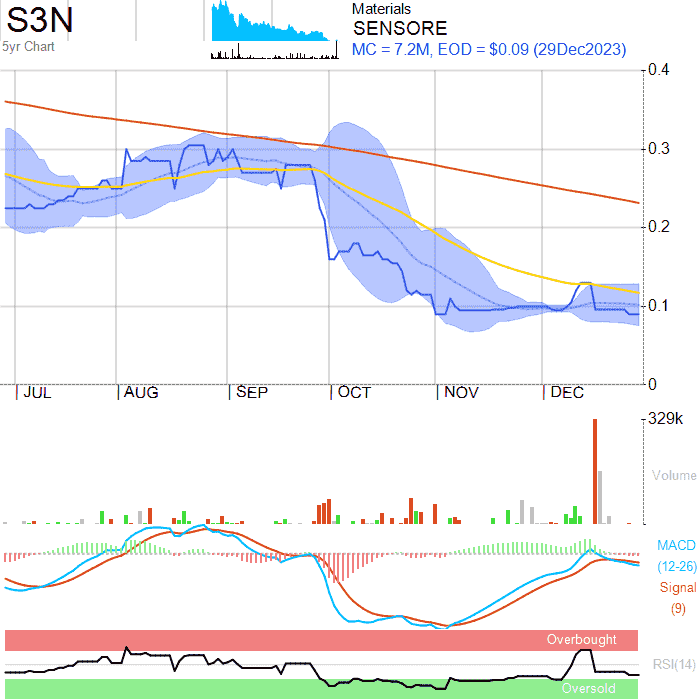 S3N
5yr Chart
Materials
SENSORE
MC = 7.2M, EOD = $0.09 (29Dec2023)
0.4
0.3
0.2
0.1
0
JUL AUG SEP OCT NOV DEC
329k
Volume
MACD
(12-26)
Signal
(9)
Overbought
RSI(14)
Oversold